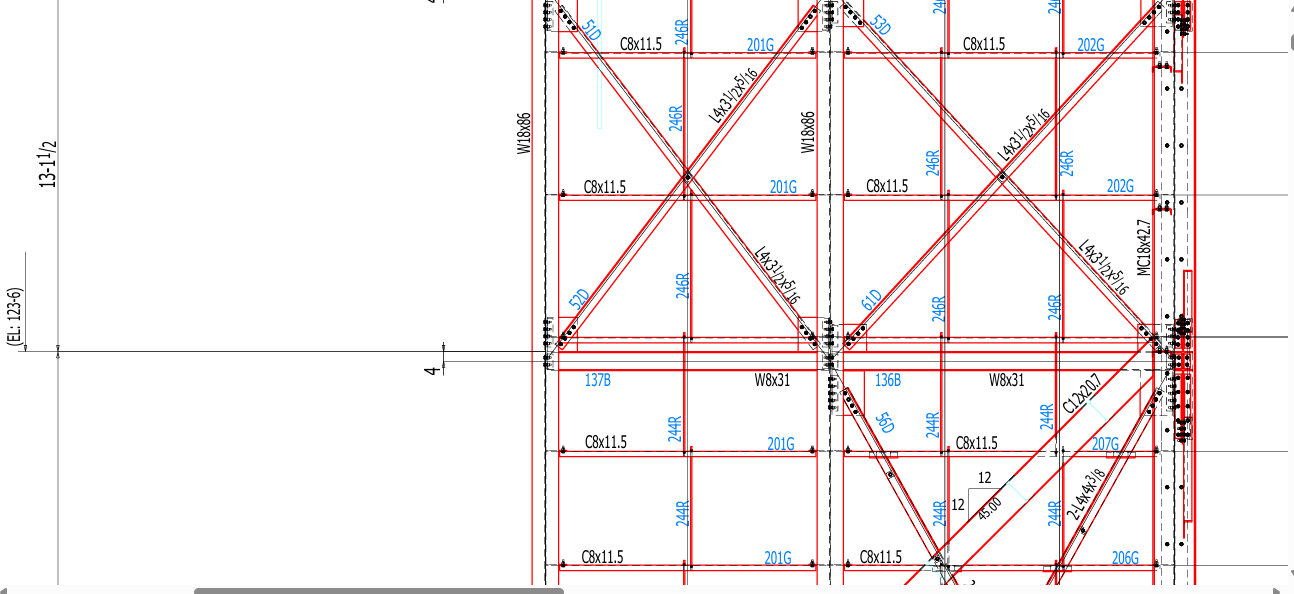 246R
246R
51D
53D
C8x11.5
201G
C8x11.5
202G
L4x3 1/2x5/16
W18x86
246R
W18x86
L4x3 1/2x5/16
13-1 1/2
246R
246R
C8x11.5
201G
C8x11.5
202G
MC18x42.7
L4x3 1/2x5/16
L4x3 1/2x5/16
246R
52D
61D
246R
246R
(EL: 123-6)
4
137B
W8x31
136B
W8x31
C12x20.7
56D
244R
244R
244R
C8x11.5
201G
C8x11.5
207G
12
12
45.00
2-L4x4x3/8
244R
244R
244R
C8x11.5
201G
C8x11.5
206G